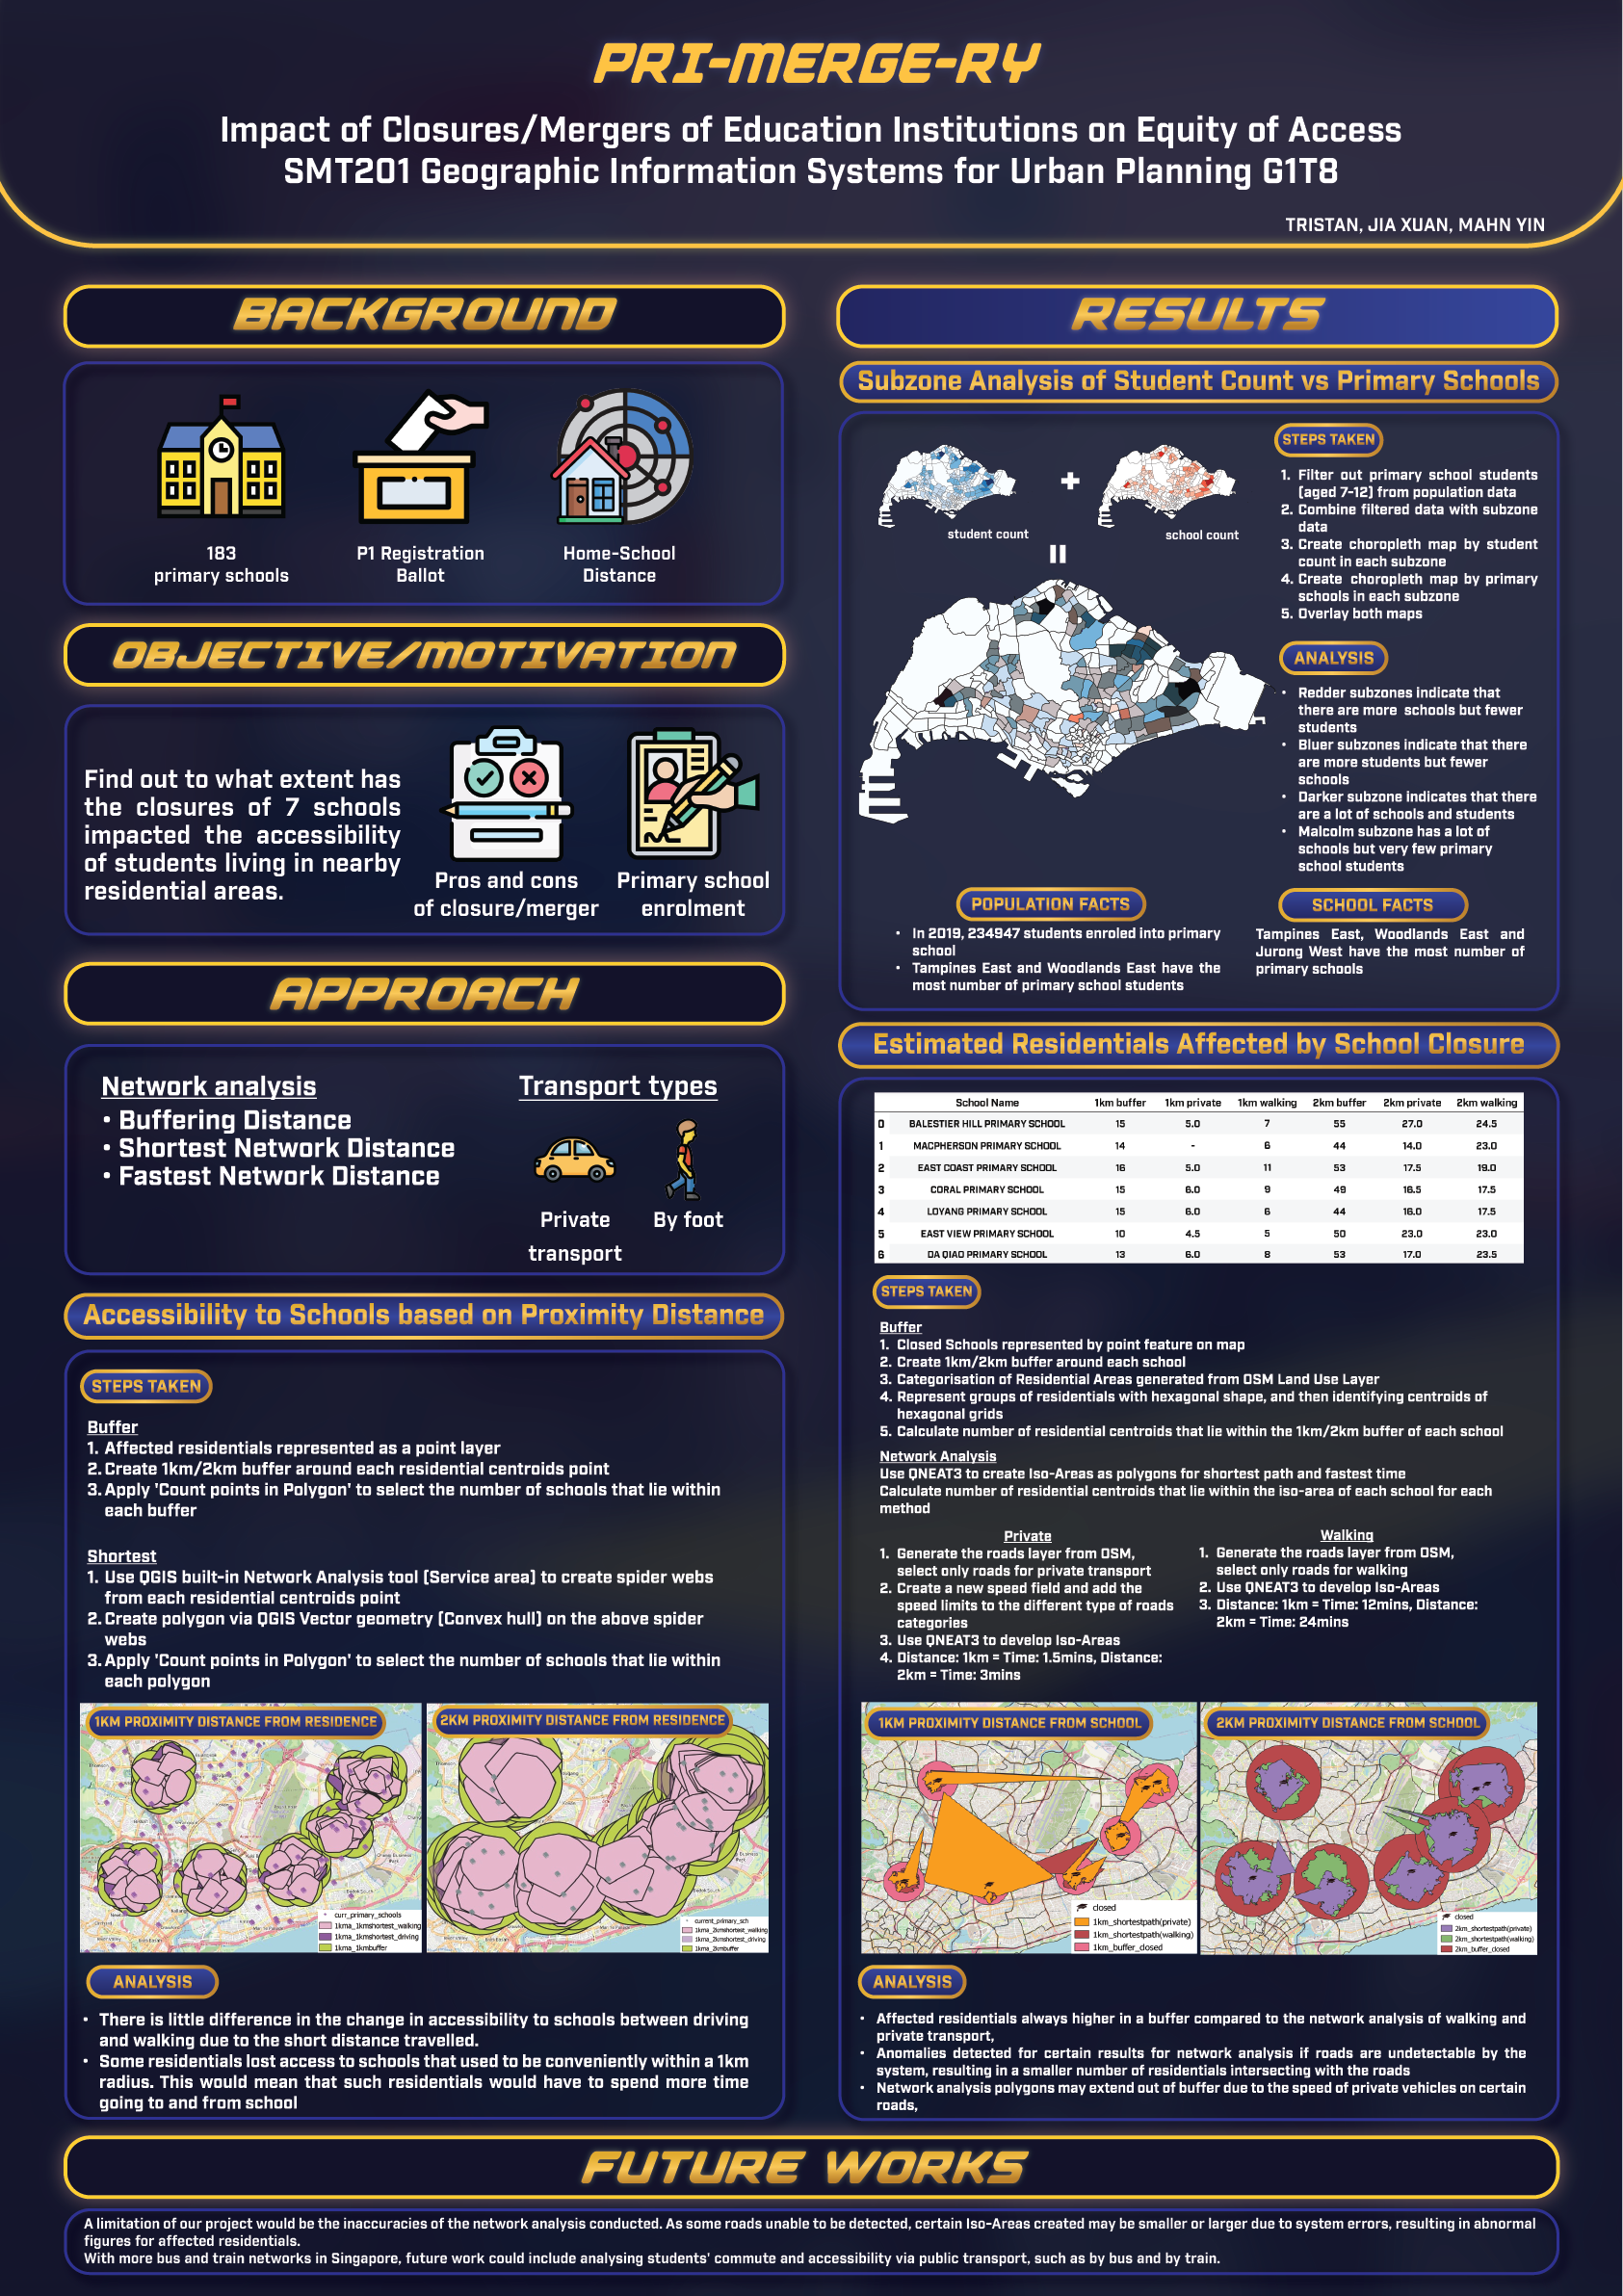 PRI-MERGE-RY
Impact of Closures/Mergers of Education Institutions on Equity of Access
SMT201 Geographic Information Systems for Urban Planning G1T8
TRISTAN, JIA XUAN, MAHN YIN
BACKGROUND
183
primary schools
P1 Registration
Ballot
Home-School
Distance
OBJECTIVE/MOTIVATION
Find out to what extent has
the closures of 7 schools
impacted the accessibility
of students living in nearby
residential areas.
Pros and cons
of closure/merger
Primary school
enrolment
APPROACH
Network analysis
• Buffering Distance
• Shortest Network Distance
• Fastest Network Distance
Transport types
Private
transport
By foot
Accessibility to Schools based on Proximity Distance
STEPS TAKEN
Buffer
1. Affected residentials represented as a point layer
2. Create 1km/2km buffer around each residential centroids point
3. Apply 'Count points in Polygon' to select the number of schools that lie within
each buffer
Shortest
1. Use QGIS built-in Network Analysis tool (Service area) to create spider webs
from each residential centroids point
2. Create polygon via QGIS Vector geometry (Convex hull) on the above spider
webs
3. Apply 'Count points in Polygon' to select the number of schools that lie within
each polygon
1KM PROXIMITY DISTANCE FROM RESIDENCE
curr_primary_schools
1kma_1kmshortest_walking
1kma_1kmshortest_driving
1kma_1kmbuffer
2KM PROXIMITY DISTANCE FROM RESIDENCE
current_primary_sch
1kma_2kmshortest_walking
1kma_2kmshortest_driving
1kma_2kmbuffer
ANALYSIS
• There is little difference in the change in accessibility to schools between driving
and walking due to the short distance travelled.
• Some residentials lost access to schools that used to be conveniently within a 1km
radius. This would mean that such residentials would have to spend more time
going to and from school
RESULTS
Subzone Analysis of Student Count vs Primary Schools
student count
+
school count
STEPS TAKEN
1. Filter out primary school students
(aged 7-12) from population data
2. Combine filtered data with subzone
data
3. Create choropleth map by student
count in each subzone
4. Create choropleth map by primary
schools in each subzone
5. Overlay both maps
ANALYSIS
• Redder subzones indicate that
there are more schools but fewer
students
• Bluer subzones indicate that there
are more students but fewer
schools
• Darker subzone indicates that there
are a lot of schools and students
• Malcolm subzone has a lot of
schools but very few primary
school students
POPULATION FACTS
• In 2019, 234947 students enroled into primary
school
• Tampines East and Woodlands East have the
most number of primary school students
SCHOOL FACTS
Tampines East, Woodlands East and
Jurong West have the most number of
primary schools
Estimated Residentials Affected by School Closure
School Name 1km buffer 1km private 1km walking 2km buffer 2km private 2km walking
0 BALESTIER HILL PRIMARY SCHOOL 15 5.0 7 55 27.0 24.5
1 MACPHERSON PRIMARY SCHOOL 14 - 6 44 14.0 23.0
2 EAST COAST PRIMARY SCHOOL 16 5.0 11 53 17.5 19.0
3 CORAL PRIMARY SCHOOL 15 6.0 9 49 16.5 17.5
4 LOYANG PRIMARY SCHOOL 15 6.0 6 44 16.0 17.5
5 EAST VIEW PRIMARY SCHOOL 10 4.5 5 50 23.0 23.0
6 DA QIAO PRIMARY SCHOOL 13 6.0 8 53 17.0 23.5
STEPS TAKEN
Buffer
1. Closed Schools represented by point feature on map
2. Create 1km/2km buffer around each school
3. Categorisation of Residential Areas generated from OSM Land Use Layer
4. Represent groups of residentials with hexagonal shape, and then identifying centroids of
hexagonal grids
5. Calculate number of residential centroids that lie within the 1km/2km buffer of each school
Network Analysis
Use QNEAT3 to create Iso-Areas as polygons for shortest path and fastest time
Calculate number of residential centroids that lie within the iso-area of each school for each
method
Private
1. Generate the roads layer from OSM,
select only roads for private transport
2. Create a new speed field and add the
speed limits to the different type of roads
categories
3. Use QNEAT3 to develop Iso-Areas
4. Distance: 1km = Time: 1.5mins, Distance:
2km = Time: 3mins
Walking
1. Generate the roads layer from OSM,
select only roads for walking
2. Use QNEAT3 to develop Iso-Areas
3. Distance: 1km = Time: 12mins, Distance:
2km = Time: 24mins
1KM PROXIMITY DISTANCE FROM SCHOOL
closed
1km_shortestpath(private)
1km_shortestpath(walking)
1km_buffer_closed
2KM PROXIMITY DISTANCE FROM SCHOOL
closed
2km_shortestpath(private)
2km_shortestpath(walking)
2km_buffer_closed
ANALYSIS
• Affected residentials always higher in a buffer compared to the network analysis of walking and
private transport,
• Anomalies detected for certain results for network analysis if roads are undetectable by the
system, resulting in a smaller number of residentials intersecting with the roads
• Network analysis polygons may extend out of buffer due to the speed of private vehicles on certain
roads,
FUTURE WORKS
A limitation of our project would be the inaccuracies of the network analysis conducted. As some roads unable to be detected, certain Iso-Areas created may be smaller or larger due to system errors, resulting in abnormal
figures for affected residentials.
With more bus and train networks in Singapore, future work could include analysing students' commute and accessibility via public transport, such as by bus and by train.